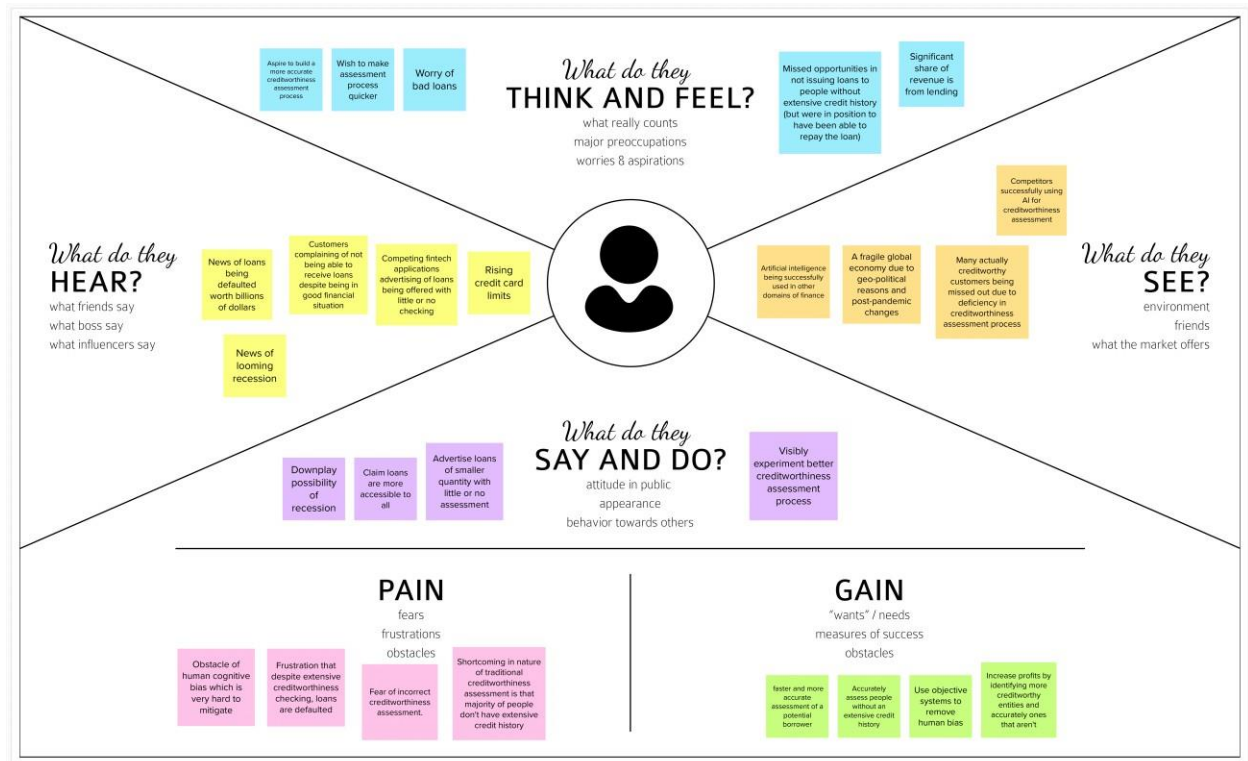 Aspire to build a
more accurate
creditworthiness
assessment
process
Wish to make
assessment
process
quicker
Worry of
bad loans
What do they
THINK AND FEEL?
what really counts
major preoccupations
worries & aspirations
Missed opportunities in
not issuing loans to
people without
extensive credit history
(but were in position to
have been able to
repay the loan)
Significant
share of
revenue is
from lending
What do they
HEAR?
what friends say
what boss say
what influencers say
News of loans
being
defaulted
worth billions
of dollars
Customers
complaining of not
being able to
receive loans
despite being in
good financial
situation
Competing fintech
applications
advertising of loans
being offered with
little or no
checking
Rising
credit card
limits
News of
looming
recession
Competitors
successfully using
AI for
creditworthiness
assessment
Artificial intelligence
being successfully
used in other
domains of finance
A fragile global
economy due to
geo-political
reasons and
post-pandemic
changes
Many actually
creditworthy
customers being
missed out due to
deficiency in
creditworthiness
assessment process
What do they
SEE?
environment
friends
what the market offers
Downplay
possibility
of
recession
Claim loans
are more
accessible to
all
Advertise loans
of smaller
quantity with
little or no
assessment
What do they
SAY AND DO?
attitude in public
appearance
behavior towards others
Visibly
experiment better
creditworthiness
assessment
process
PAIN
fears
frustrations
obstacles
Obstacle of
human cognitive
bias which is
very hard to
mitigate
Frustration that
despite extensive
creditworthiness
checking, loans
are defaulted
Fear of incorrect
creditworthiness
assessment.
Shortcoming in nature
of traditional
creditworthiness
assessment is that
majority of people
don't have extensive
credit history
GAIN
"wants" / needs
measures of success
obstacles
faster and more
accurate
assessment of a
potential
borrower
Accurately
assess people
without an
extensive credit
history
Use objective
systems to
remove
human bias
Increase profits by
identifying more
creditworthy
entities and
accurately ones
that aren't